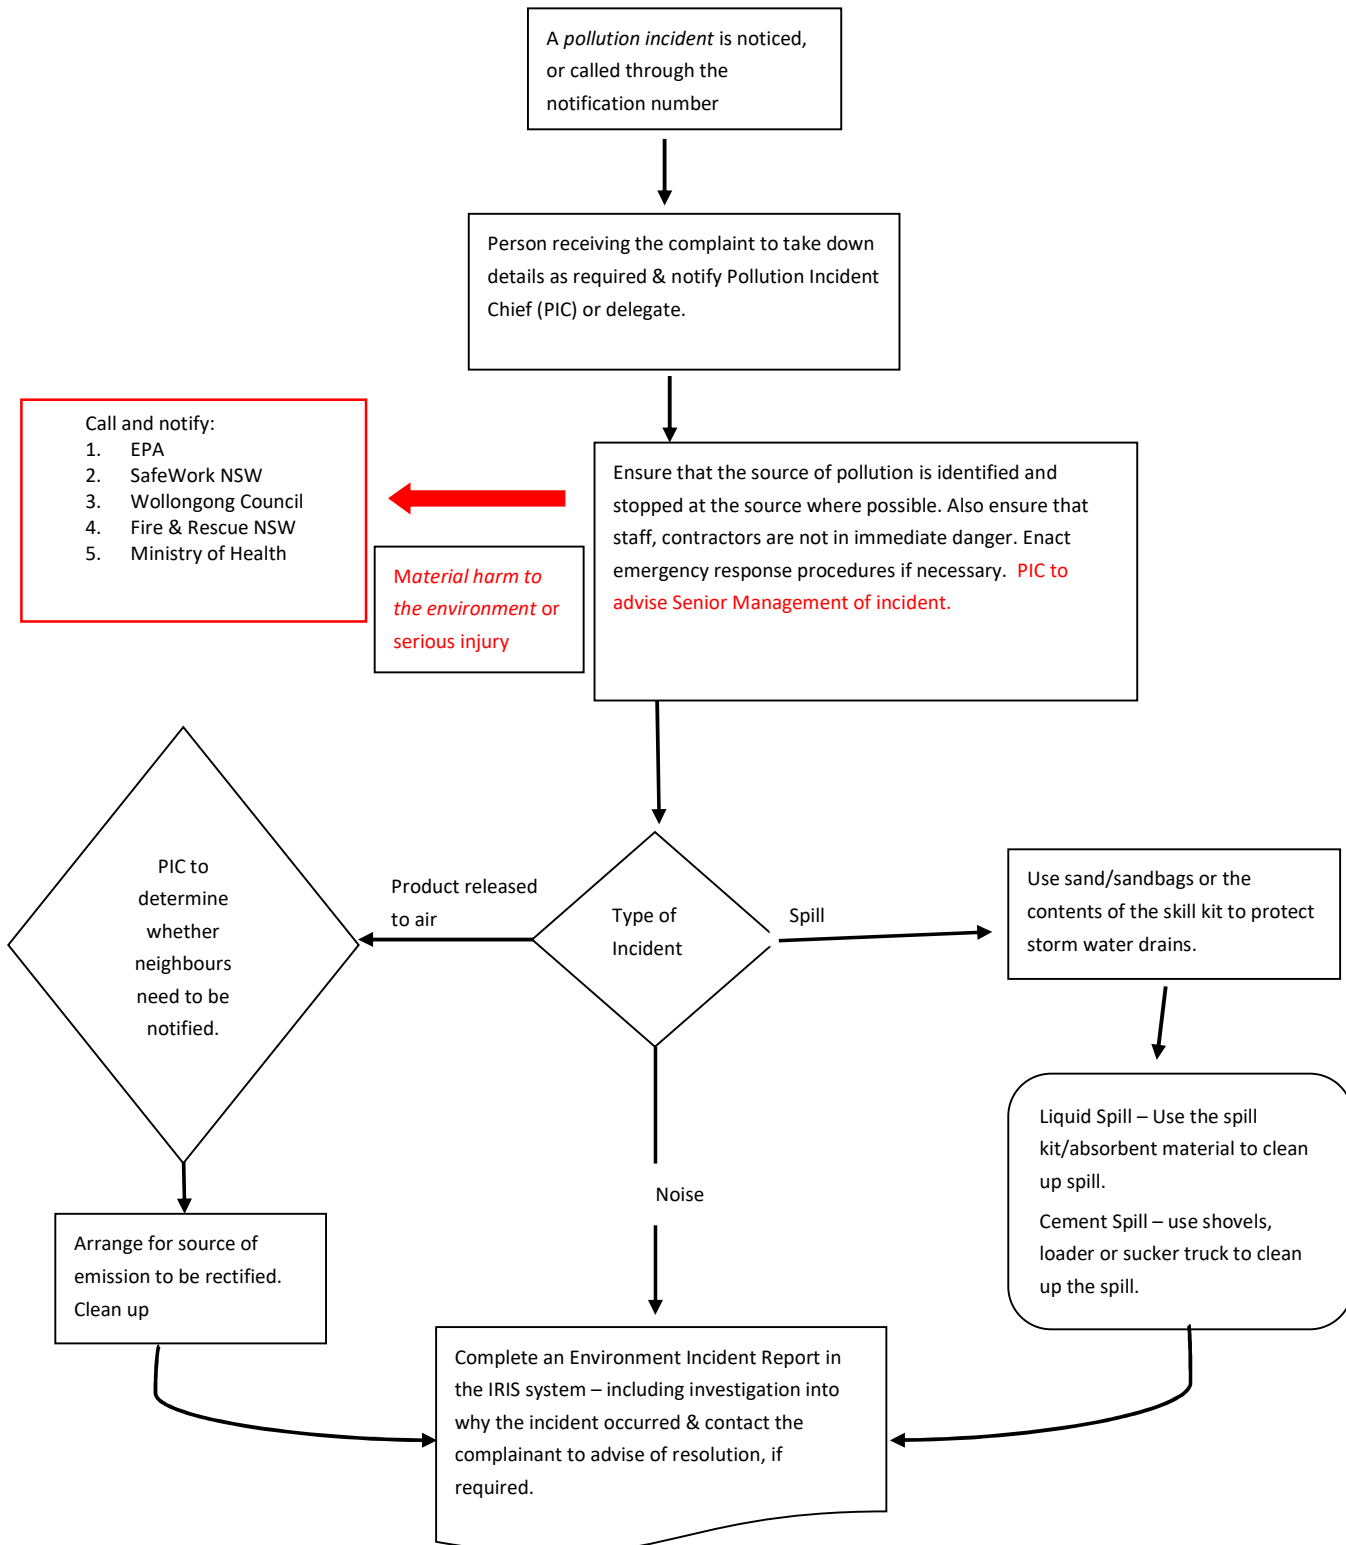 A pollution incident is noticed,
or called through the
notification number
Person receiving the complaint to take down
details as required & notify Pollution Incident
Chief (PIC) or delegate.
Call and notify:
1. EPA
2. SafeWork NSW
3. Wollongong Council
4. Fire & Rescue NSW
5. Ministry of Health
Material harm to
the environment or
serious injury
Ensure that the source of pollution is identified and
stopped at the source where possible. Also ensure that
staff, contractors are not in immediate danger. Enact
emergency response procedures if necessary. PIC to
advise Senior Management of incident.
PIC to
determine
whether
neighbours
need to be
notified.
Product released
to air
Type of
Incident
Spill
Use sand/sandbags or the
contents of the skill kit to protect
storm water drains.
Liquid Spill – Use the spill
kit/absorbent material to clean
up spill.
Cement Spill – use shovels,
loader or sucker truck to clean
up the spill.
Noise
Arrange for source of
emission to be rectified.
Clean up
Complete an Environment Incident Report in
the IRIS system – including investigation into
why the incident occurred & contact the
complainant to advise of resolution, if
required.